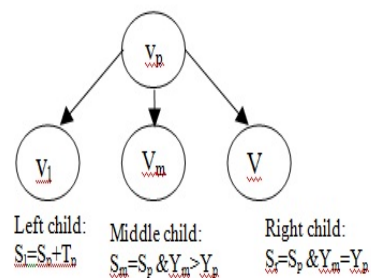 vp
Vl
Vm
V
Left child:
Sl=Sp+Tp
Middle child:
Sm=Sp &Ym>Yp
Right child:
Sr=Sp &Ym=Yp